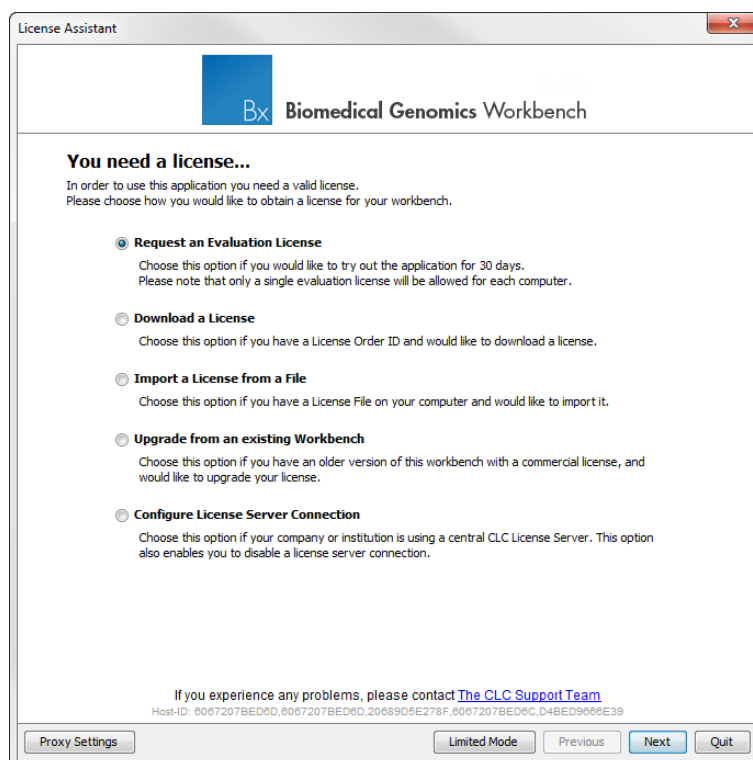 License Assistant
Bx Biomedical Genomics Workbench
You need a license...
In order to use this application you need a valid license.
Please choose how you would like to obtain a license for your workbench.
Request an Evaluation License
Choose this option if you would like to try out the application for 30 days.
Please note that only a single evaluation license will be allowed for each computer.
Download a License
Choose this option if you have a License Order ID and would like to download a license.
Import a License from a File
Choose this option if you have a License File on your computer and would like to import it.
Upgrade from an existing Workbench
Choose this option if you have an older version of this workbench with a commercial license, and
would like to upgrade your license.
Configure License Server Connection
Choose this option if your company or institution is using a central CLC License Server. This option
also enables you to disable a license server connection.
If you experience any problems, please contact The CLC Support Team
Host-ID: 6067207BED6D,6067207BED6D,20689D5E278F,6067207BED6C,D4BED9666E39
Proxy Settings Limited Mode Previous Next Quit